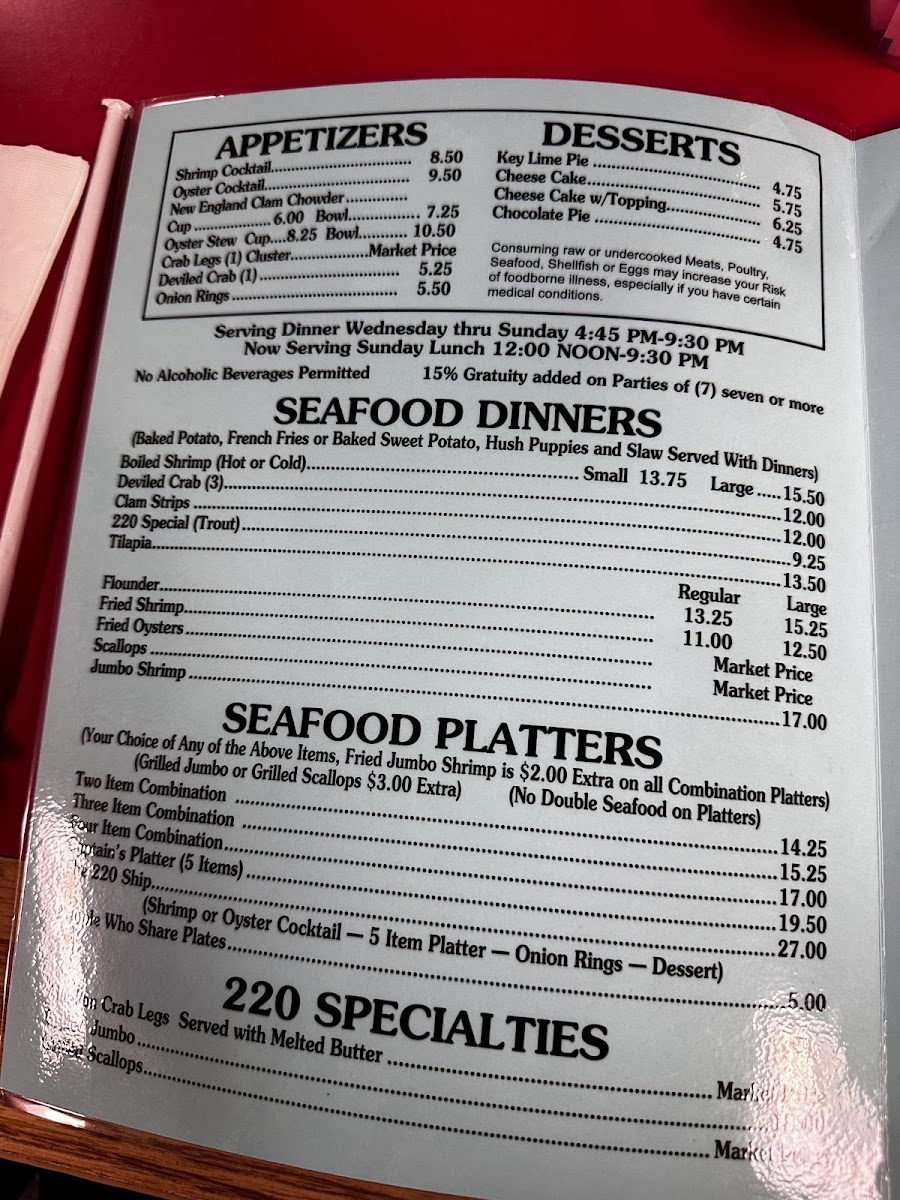 APPETIZERS
Shrimp Cocktail........ 8.50
Oyster Cocktail........ 9.50
New England Clam Chowder........
Cup ........6.00 Bowl........ 7.25
Oyster Stew Cup....8.25 Bowl........ 10.50
Crab Legs (1) Cluster........Market Price
Deviled Crab (1)........ 5.25
Onion Rings........ 5.50
DESSERTS
Key Lime Pie ........ 4.75
Cheese Cake........ 5.75
Cheese Cake w/Topping........ 6.25
Chocolate Pie ........ 4.75
Consuming raw or undercooked Meats, Poultry,
Seafood, Shellfish or Eggs may increase your Risk
of foodborne illness, especially if you have certain
medical conditions.
Serving Dinner Wednesday thru Sunday 4:45 PM-9:30 PM
Now Serving Sunday Lunch 12:00 NOON-9:30 PM
No Alcoholic Beverages Permitted 15% Gratuity added on Parties of (7) seven or more
SEAFOOD DINNERS
(Baked Potato, French Fries or Baked Sweet Potato, Hush Puppies and Slaw Served With Dinners)
Boiled Shrimp (Hot or Cold)........ Small 13.75 Large.....15.50
Deviled Crab (3)........12.00
Clam Strips ........12.00
220 Special (Trout)........9.25
Tilapia........13.50
Regular Large
Flounder........ 13.25 15.25
Fried Shrimp........ 11.00 12.50
Fried Oysters........ Market Price
Scallops ........ Market Price
Jumbo Shrimp ........17.00
SEAFOOD PLATTERS
(Your Choice of Any of the Above Items, Fried Jumbo Shrimp is $2.00 Extra on all Combination Platters)
(Grilled Jumbo or Grilled Scallops $3.00 Extra) (No Double Seafood on Platters)
Two Item Combination ........14.25
Three Item Combination ........15.25
Four Item Combination........17.00
Captain's Platter (5 Items) ........19.50
220 Ship........27.00
(Shrimp or Oyster Cocktail — 5 Item Platter — Onion Rings — Dessert)
Who Share Plates........5.00
220 SPECIALTIES
Crab Legs Served with Melted Butter ........ Market
Jumbo........
Scallops........ Market